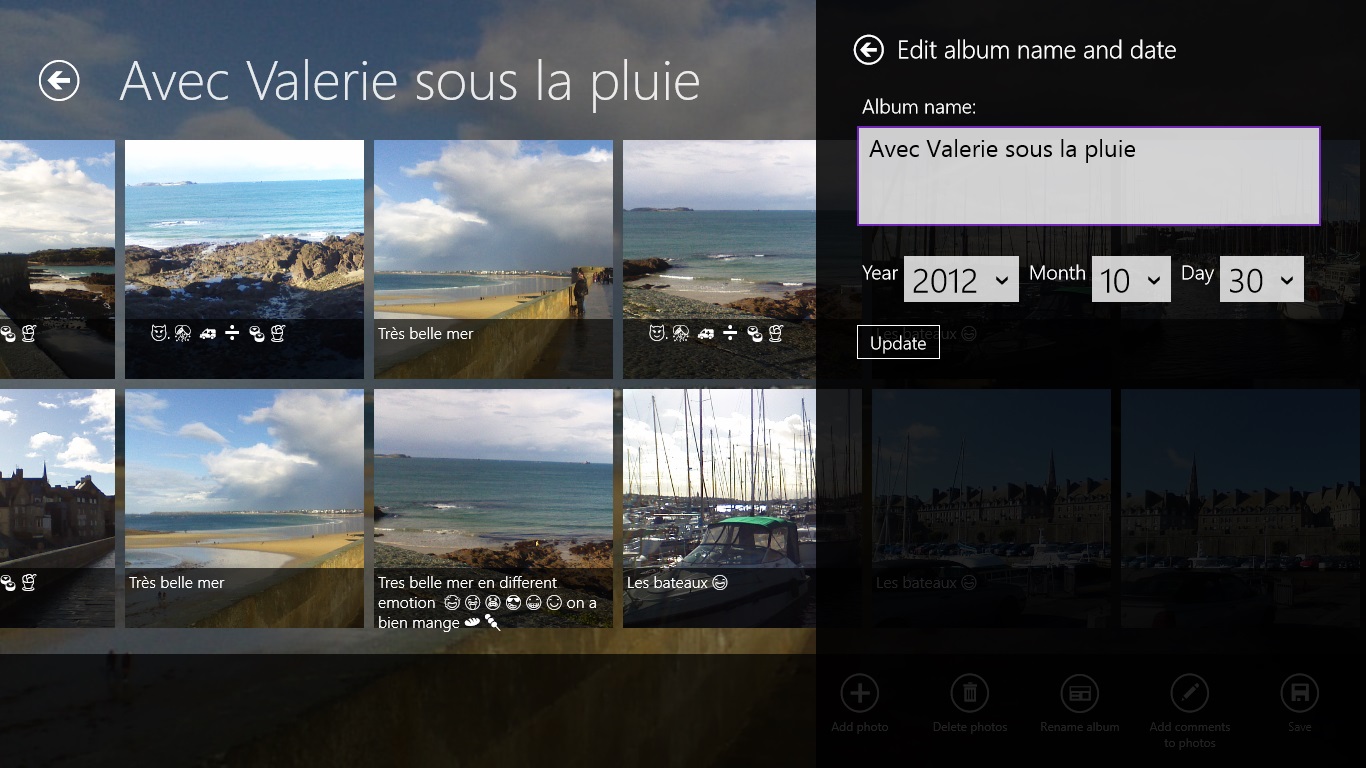 Avec Valerie sous la pluie
Très belle mer
Très belle mer
Tres belle mer en different
emotion 😄😁😫😎😀☺ on a
bien mange
Les bateaux 😄
Edit album name and date
Album name:
Avec Valerie sous la pluie
Year 2012 Month 10 Day 30
Les bateaux 😄
Update
Les bateaux 😄
Add photo
Delete photos
Rename album
Add comments
to photos
Save